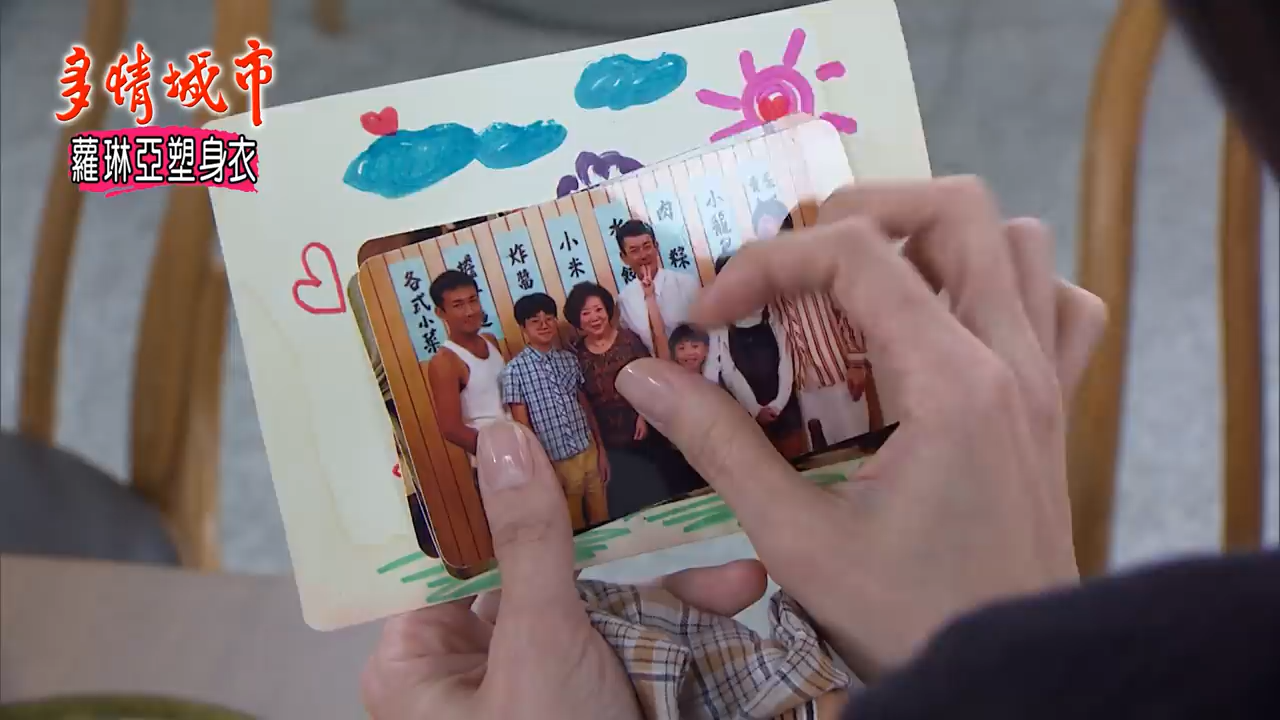 多情城市
蘿琳亞塑身衣
各式小菜
炸醬
小米
肉粽
小籠